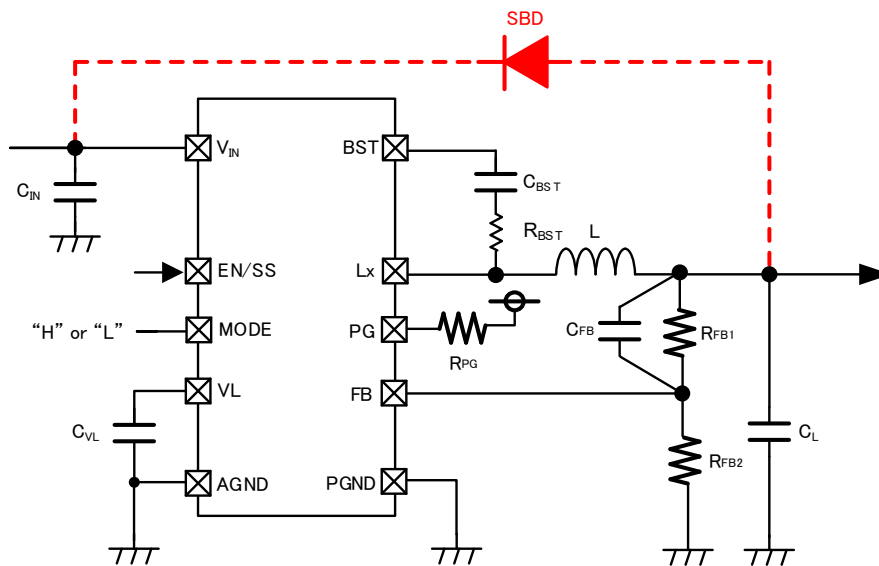 SBD
VIN
BST
CIN
CBST
RBST
L
EN/SS
Lx
“H” or “L”
MODE
PG
RPG
CFB
RFB1
VL
FB
CVL
CL
RFB2
AGND
PGND